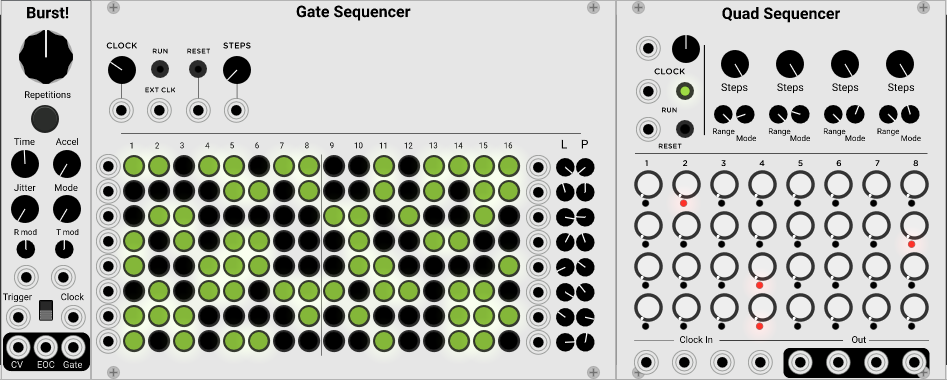 Burst!
Repetitions
Time Accel
Jitter Mode
R mod T mod
Trigger Clock
CV EOC Gate
Gate Sequencer
CLOCK RUN RESET STEPS
EXT CLK
1 2 3 4 5 6 7 8 9 10 11 12 13 14 15 16 L P
Quad Sequencer
CLOCK
RUN
RESET
Steps Steps Steps Steps
Range Mode Range Mode Range Mode Range Mode
1 2 3 4 5 6 7 8
Clock In Out